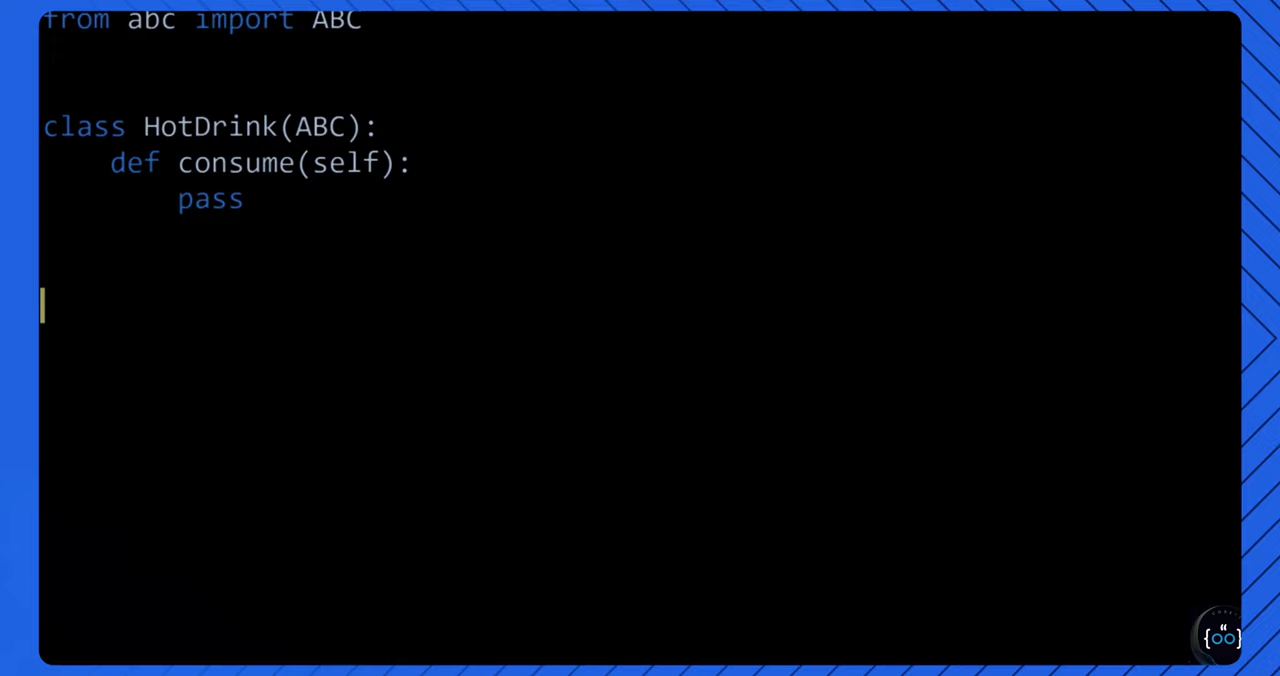 from abc import ABC
class HotDrink(ABC):
    def consume(self):
        pass